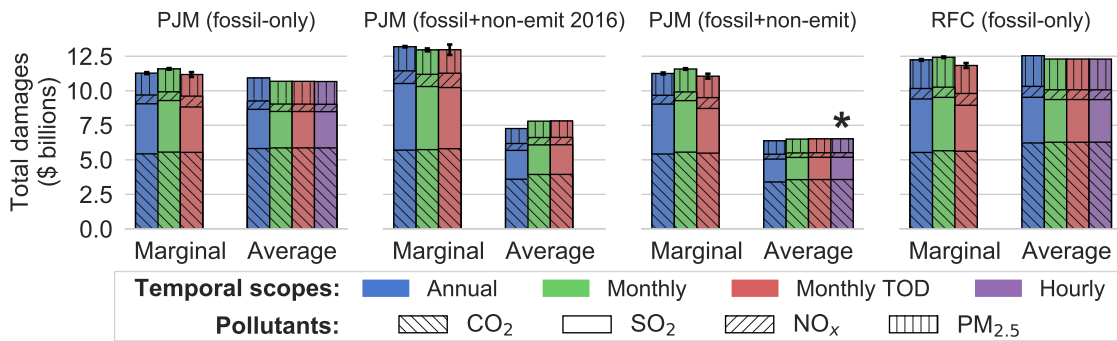 PJM (fossil-only)
PJM (fossil+non-emit 2016)
PJM (fossil+non-emit)
RFC (fossil-only)
Total damages
($ billions)
12.5
10.0
7.5
5.0
2.5
0.0
*
Marginal Average
Marginal Average
Marginal Average
Marginal Average
Temporal scopes: Annual Monthly Monthly TOD Hourly
Pollutants: CO₂ SO₂ NOₓ PM₂.₅